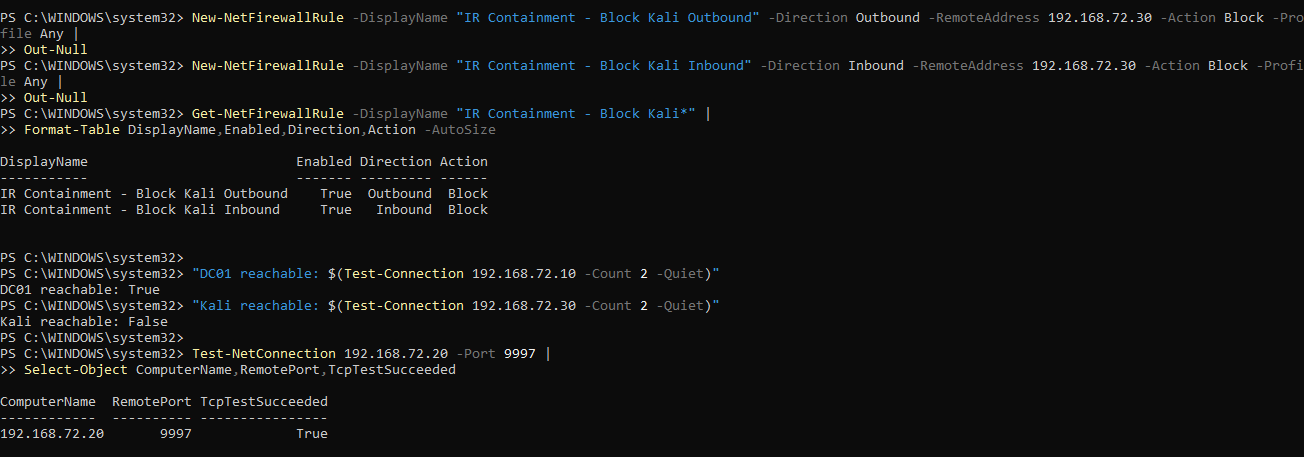 PS C:\WINDOWS\system32> New-NetFirewallRule -DisplayName "IR Containment - Block Kali Outbound" -Direction Outbound -RemoteAddress 192.168.72.30 -Action Block -Pro
file Any |
>> Out-Null
PS C:\WINDOWS\system32> New-NetFirewallRule -DisplayName "IR Containment - Block Kali Inbound" -Direction Inbound -RemoteAddress 192.168.72.30 -Action Block -Profi
le Any |
>> Out-Null
PS C:\WINDOWS\system32> Get-NetFirewallRule -DisplayName "IR Containment - Block Kali*" |
>> Format-Table DisplayName,Enabled,Direction,Action -AutoSize
DisplayName Enabled Direction Action
----------- ------- --------- ------
IR Containment - Block Kali Outbound True Outbound Block
IR Containment - Block Kali Inbound True Inbound Block
PS C:\WINDOWS\system32>
PS C:\WINDOWS\system32> "DC01 reachable: $(Test-Connection 192.168.72.10 -Count 2 -Quiet)"
DC01 reachable: True
PS C:\WINDOWS\system32> "Kali reachable: $(Test-Connection 192.168.72.30 -Count 2 -Quiet)"
Kali reachable: False
PS C:\WINDOWS\system32>
PS C:\WINDOWS\system32> Test-NetConnection 192.168.72.20 -Port 9997 |
>> Select-Object ComputerName,RemotePort,TcpTestSucceeded
ComputerName RemotePort TcpTestSucceeded
------------ ---------- ----------------
192.168.72.20 9997 True